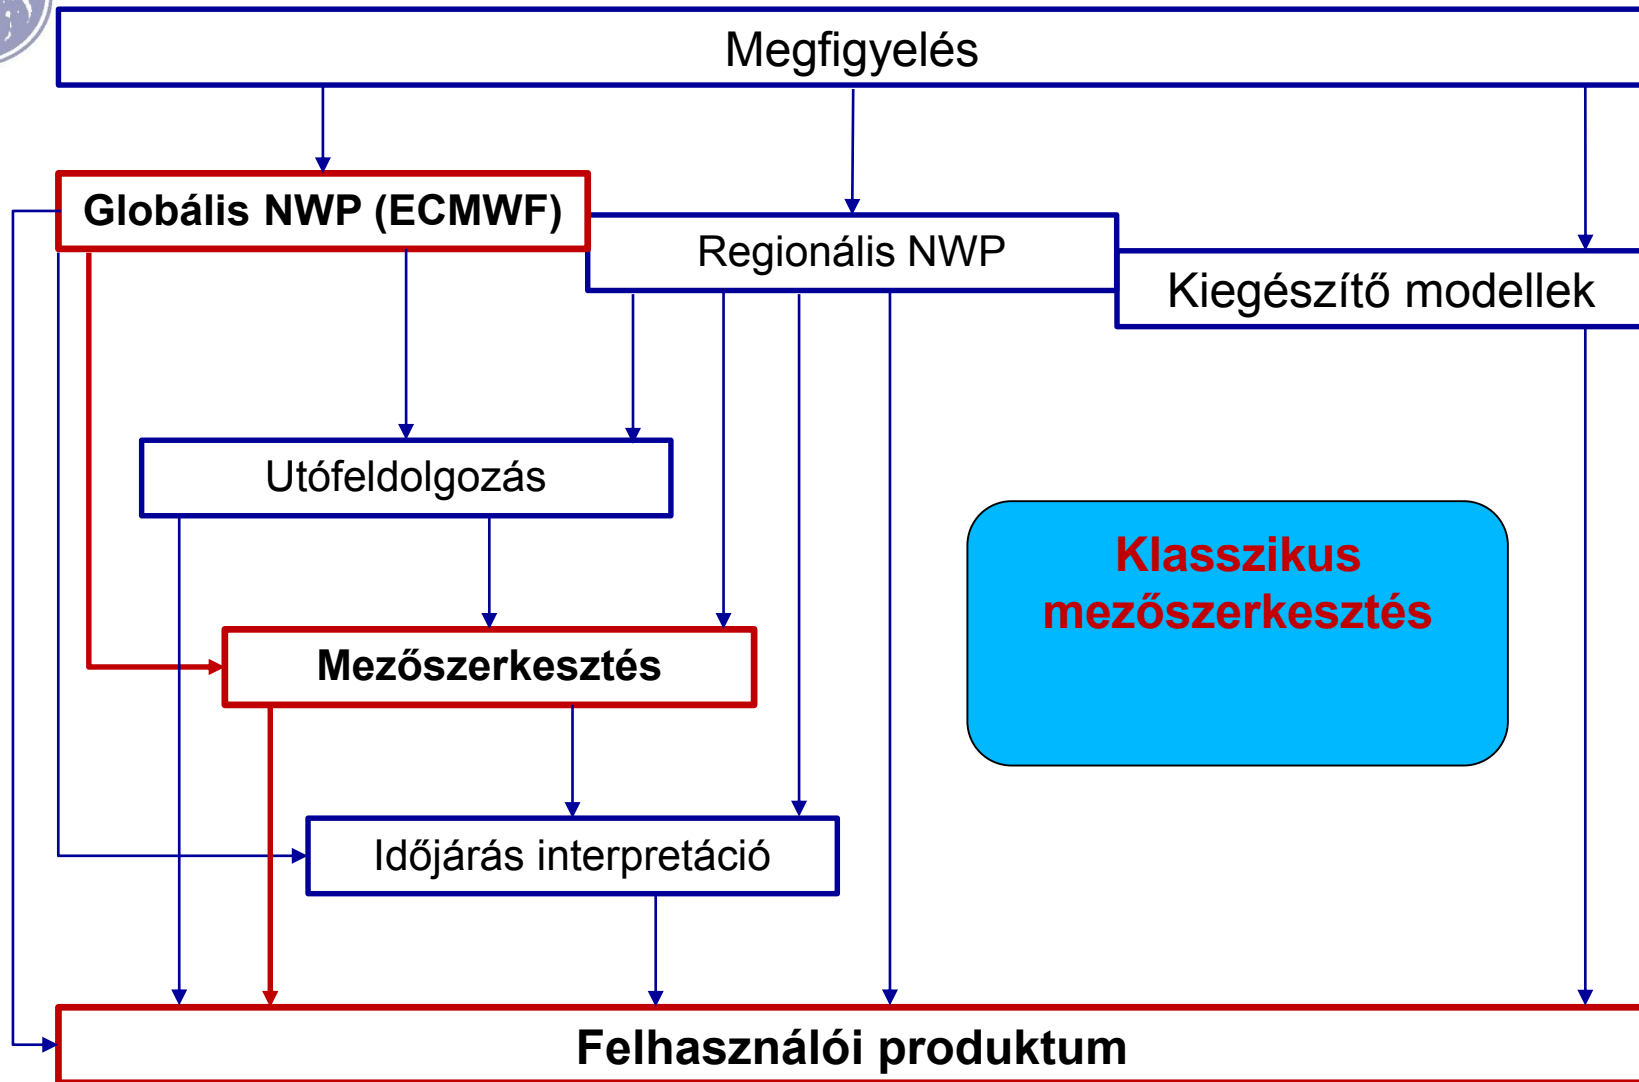 Megfigyelés
Globális NWP (ECMWF)
Regionális NWP
Kiegészítő modellek
Utófeldolgozás
Klasszikus
mezőszerkesztés
Mezőszerkesztés
Időjárás interpretáció
Felhasználói produktum